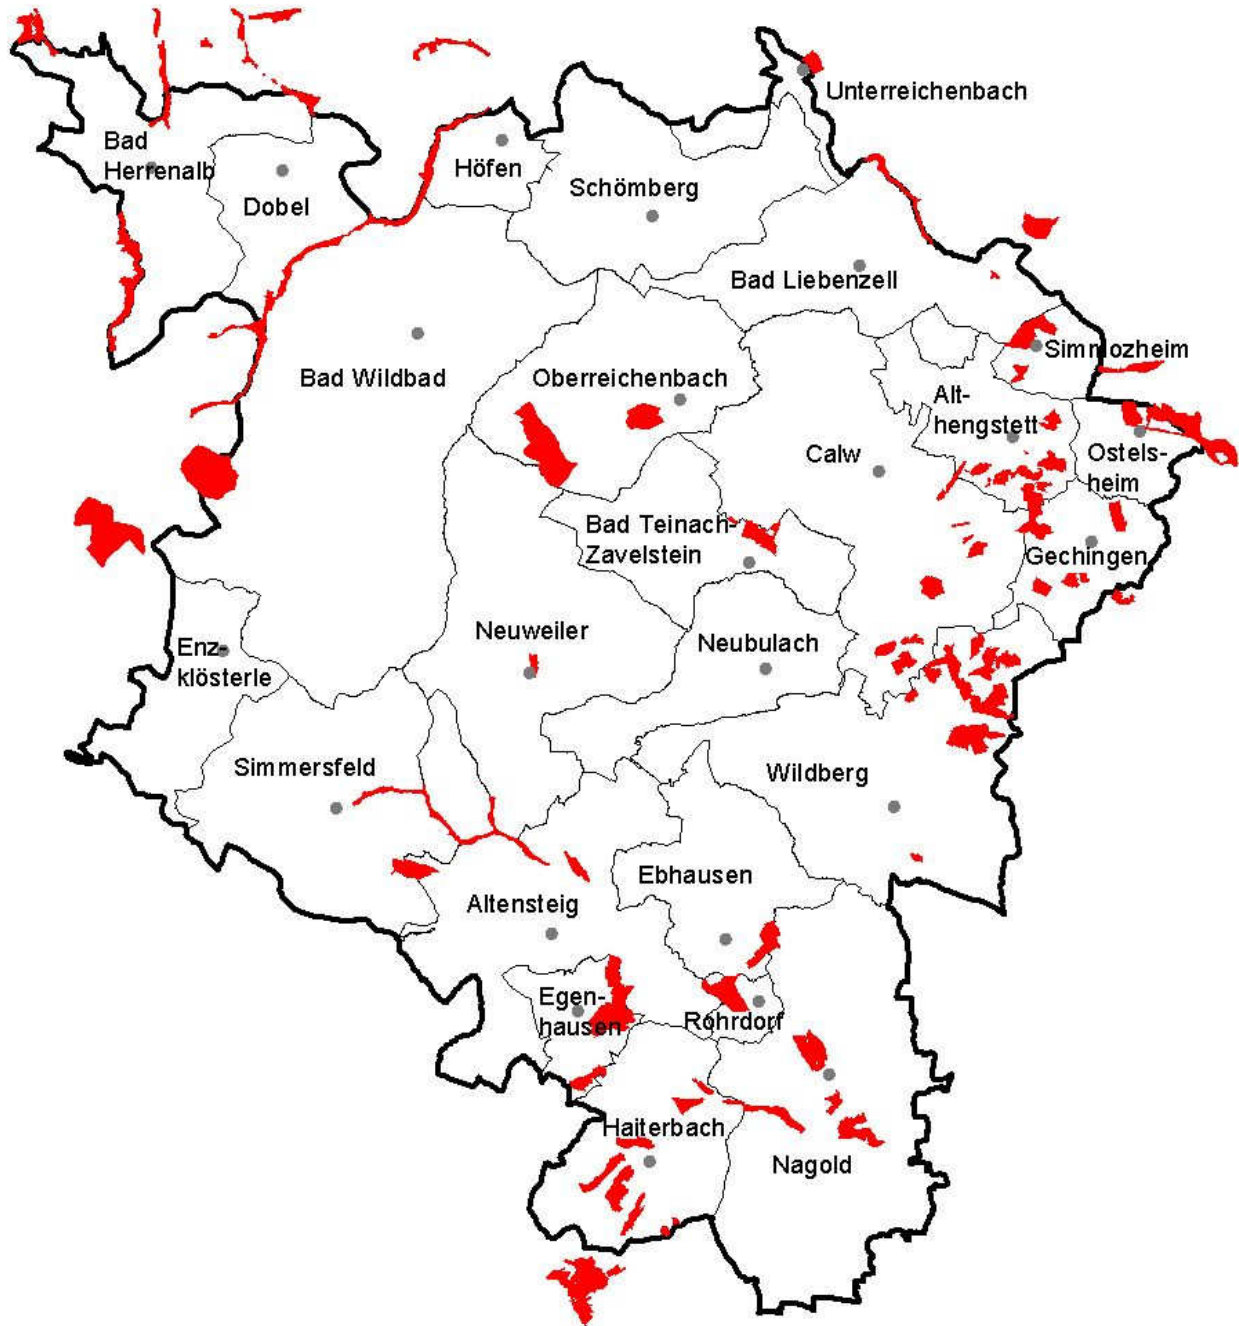 Unterreichenbach
Bad
Herrenalb
Höfen
Dobel
Schömberg
Bad Liebenzell
Simmozheim
Bad Wildbad
Oberreichenbach
Alt-
hengstett
Calw
Ostels-
heim
Bad Teinach-
Zavelstein
Gechingen
Neuweiler
Neubulach
Enz-
klösterle
Simmersfeld
Wildberg
Ebhausen
Altensteig
Egen-
hausen
Rohrdorf
Haiterbach
Nagold